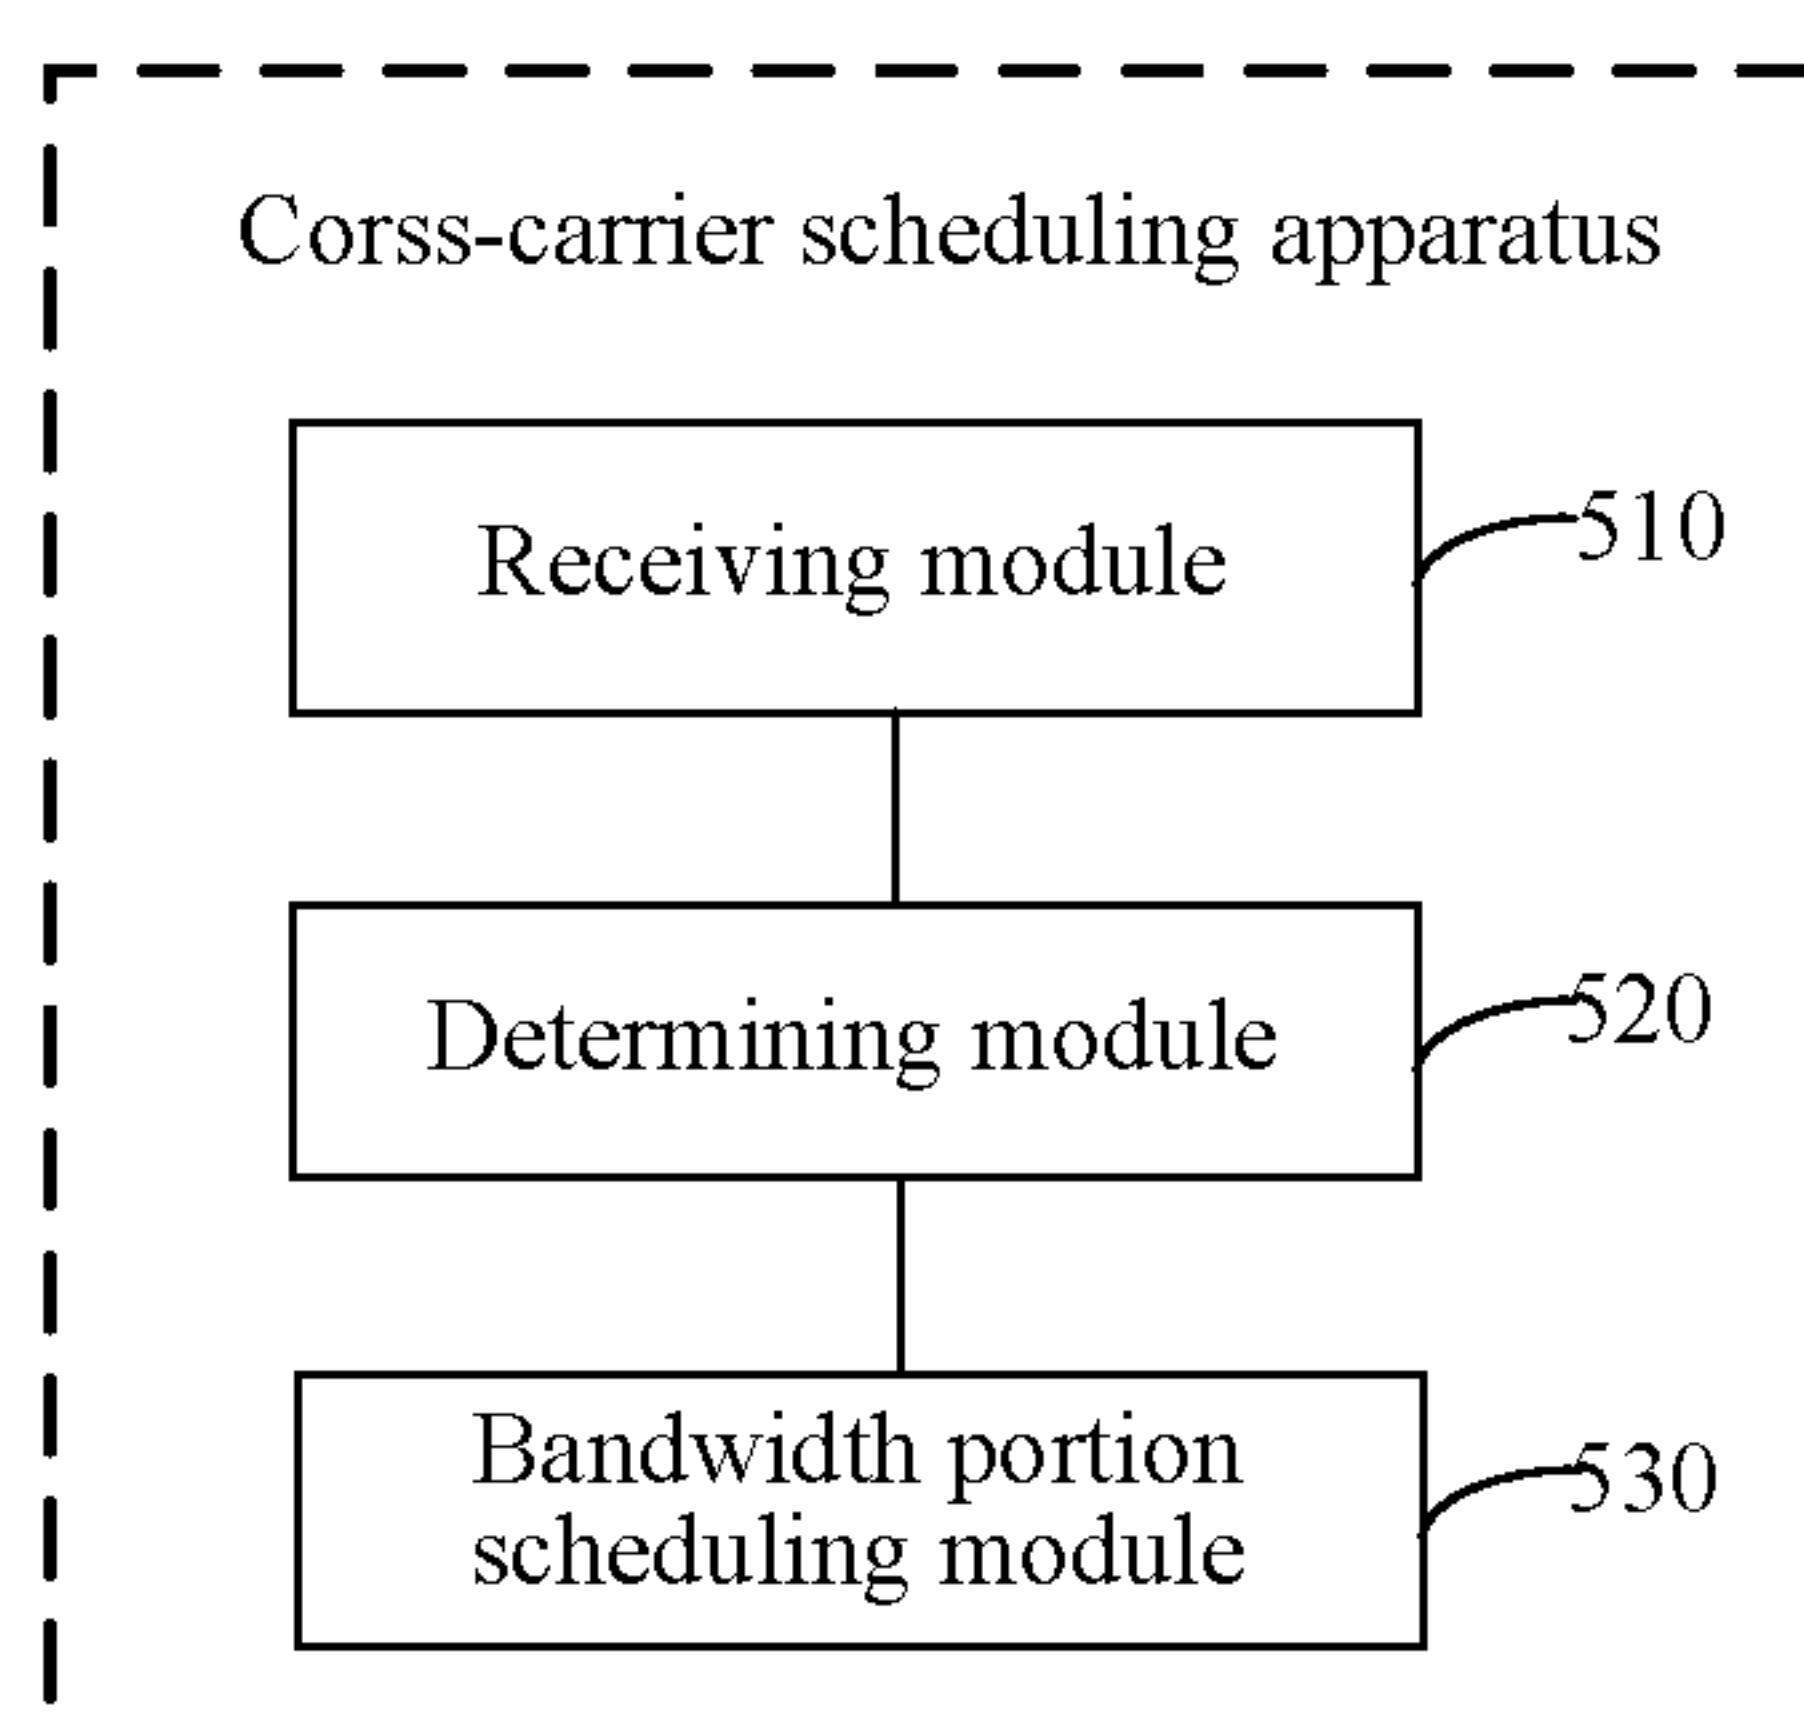 Corss-carrier scheduling apparatus
Receiving module
510
Determining module
520
Bandwidth portion
scheduling module
530